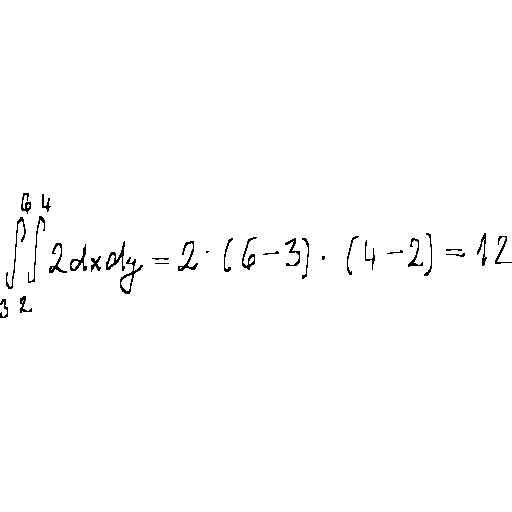 ∫₃⁶ ∫₂⁴ 2dxdy = 2 · (6-3) · (4-2) = 12